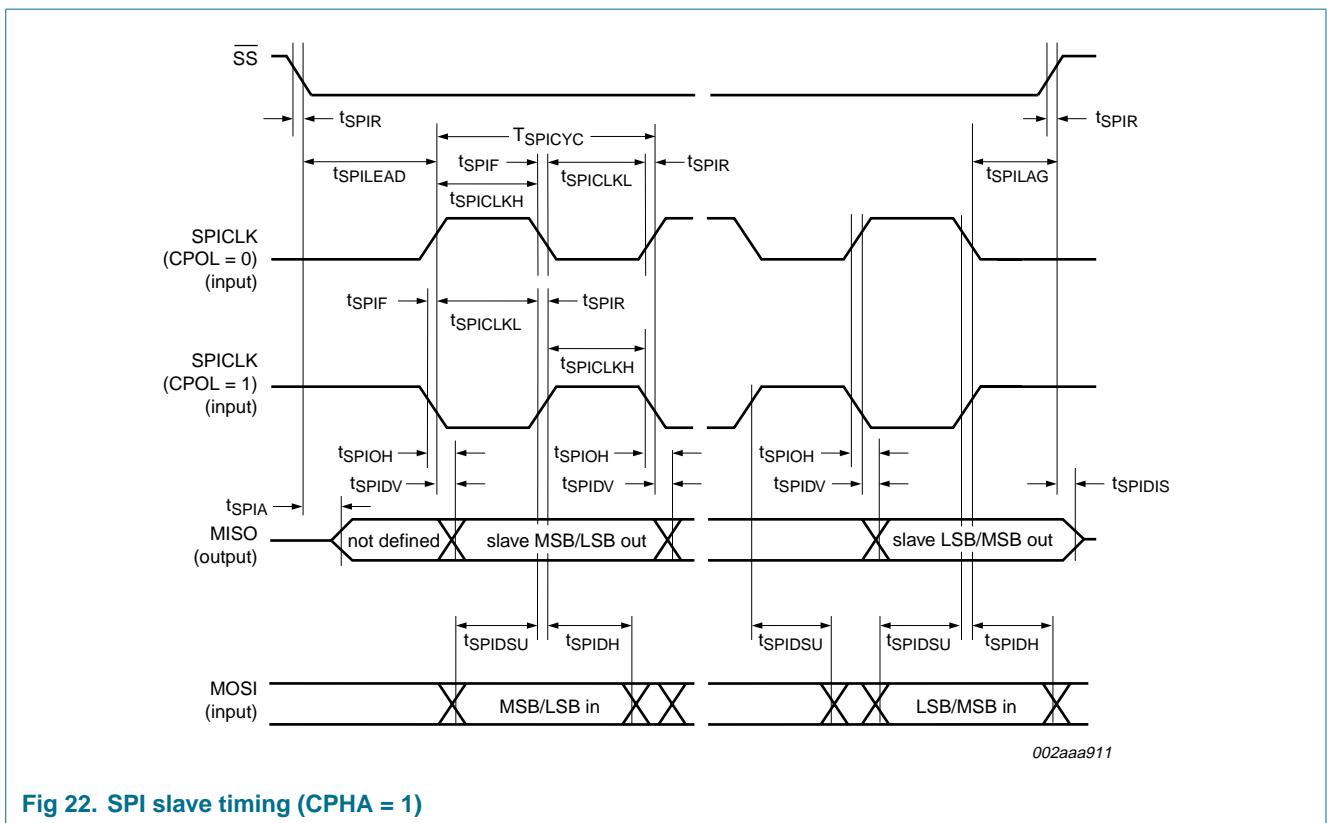 SS
tSPIR
tSPIR
TSPICYC
tSPIF
tSPIR
tSPILEAD
tSPICLKL
tSPILAG
tSPICLKH
SPICLK
(CPOL = 0)
(input)
tSPIF
tSPIR
tSPICLKL
tSPICLKH
SPICLK
(CPOL = 1)
(input)
tSPIOH
tSPIOH
tSPIOH
tSPIDV
tSPIDV
tSPIDV
tSPIDIS
tSPIA
MISO
(output)
not defined
slave MSB/LSB out
slave LSB/MSB out
tSPIDSU
tSPIDH
tSPIDSU
tSPIDSU
tSPIDH
MOSI
(input)
MSB/LSB in
LSB/MSB in
002aaa911
Fig 22. SPI slave timing (CPHA = 1)